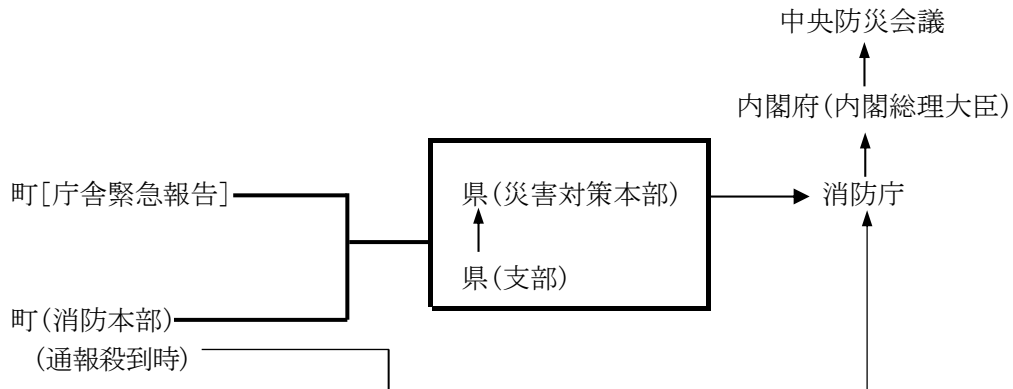 中央防災会議
内閣府(内閣総理大臣)
町[庁舎緊急報告]
県(災害対策本部)
消防庁
県(支部)
町(消防本部)
(通報殺到時)